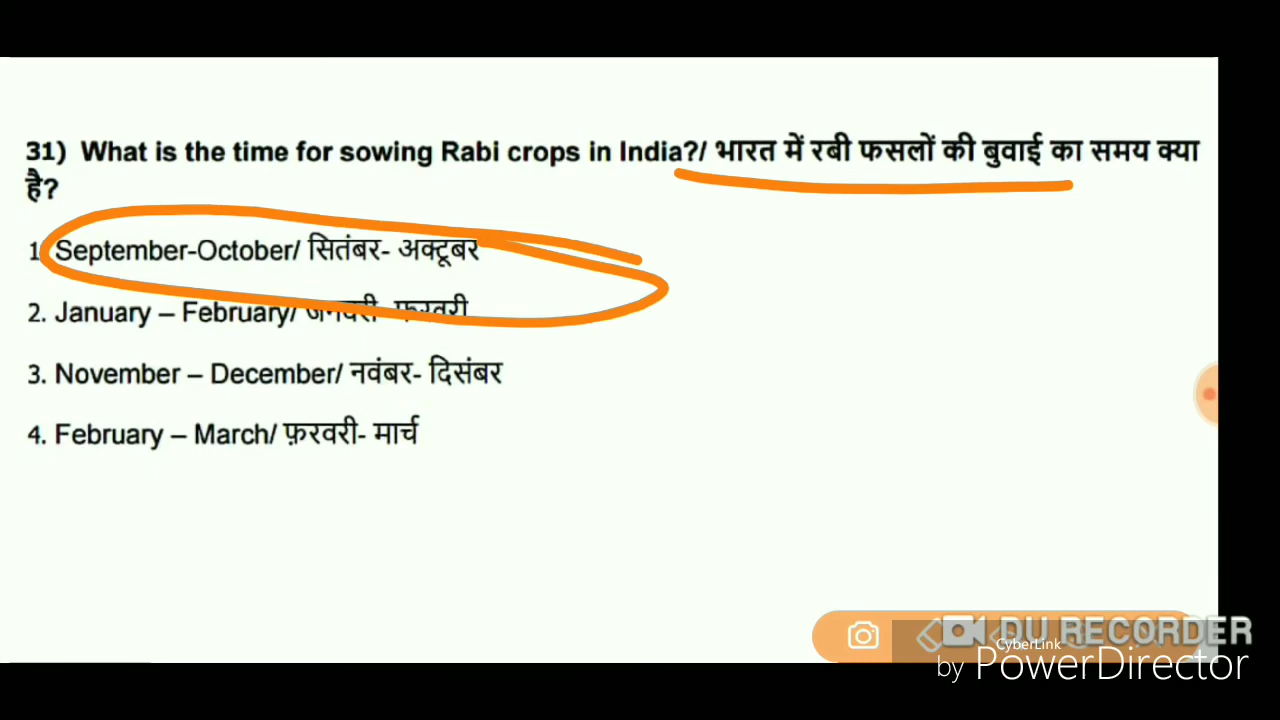 31) What is the time for sowing Rabi crops in India?/ भारत में रबी फसलों की बुवाई का समय क्या
है?
1. September-October/ सितंबर- अक्टूबर
2. January – February/ जनवरी- फरवरी
3. November – December/ नवंबर- दिसंबर
4. February – March/ फ़रवरी- मार्च
DU RECORDER
CyberLink
by PowerDirector